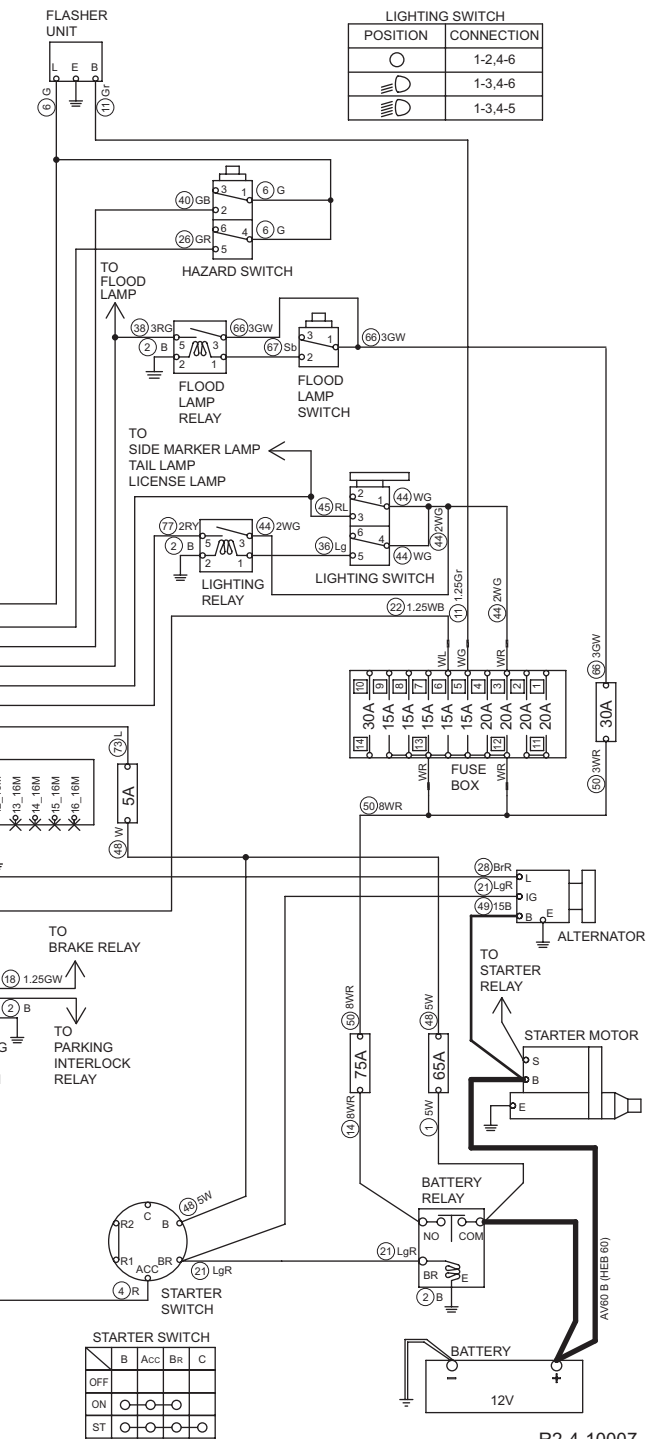 FLASHER
UNIT
L E B
6 G
11 Gr
LIGHTING SWITCH
POSITION CONNECTION
1-2,4-6
1-3,4-6
1-3,4-5
3 1 6 G
40 GB 2
6 4 6 G
26 GR 5
HAZARD SWITCH
TO
FLOOD
LAMP
38 3RG 5 3 66 3GW
2 B 2 1 67 Sb
3 1 66 3GW
2
FLOOD
LAMP
RELAY
FLOOD
LAMP
SWITCH
TO
SIDE MARKER LAMP
TAIL LAMP
LICENSE LAMP
2 1 44 WG
45 RL 3
6 4 44 WG
36 Lg 5
44 2WG
77 2RY 5 3 44 2WG
2 B 2 1
LIGHTING
RELAY
LIGHTING SWITCH
22 1.25WB
11 1.25Gr
44 2WG
66 3GW
WL WG WR
10 9 8 7 6 5 4 3 2 1
30A 15A 15A 15A 15A 15A 20A 20A 20A 20A
14 13 12 11
WR WR
FUSE
BOX
30A
50 3WR
50 8WR
73 L
5A
48 W
13_16M
14_16M
15_16M
16_16M
28 BrR L
21 LgR IG
49 15B B E
ALTERNATOR
TO
BRAKE RELAY
18 1.25GW
2 B
G
TO
PARKING
INTERLOCK
RELAY
TO
STARTER
RELAY
STARTER MOTOR
S
B
E
50 8WR
75A
14 8WR
48 5W
65A
1 5W
BATTERY
RELAY
NO COM
21 LgR BR E
2 B
AV60 B (HEB 60)
C
R2 B 48 5W
R1 BR
ACC
21 LgR
4 R
STARTER
SWITCH
BATTERY
− +
12V
STARTER SWITCH
B ACC BR C
OFF
ON
ST